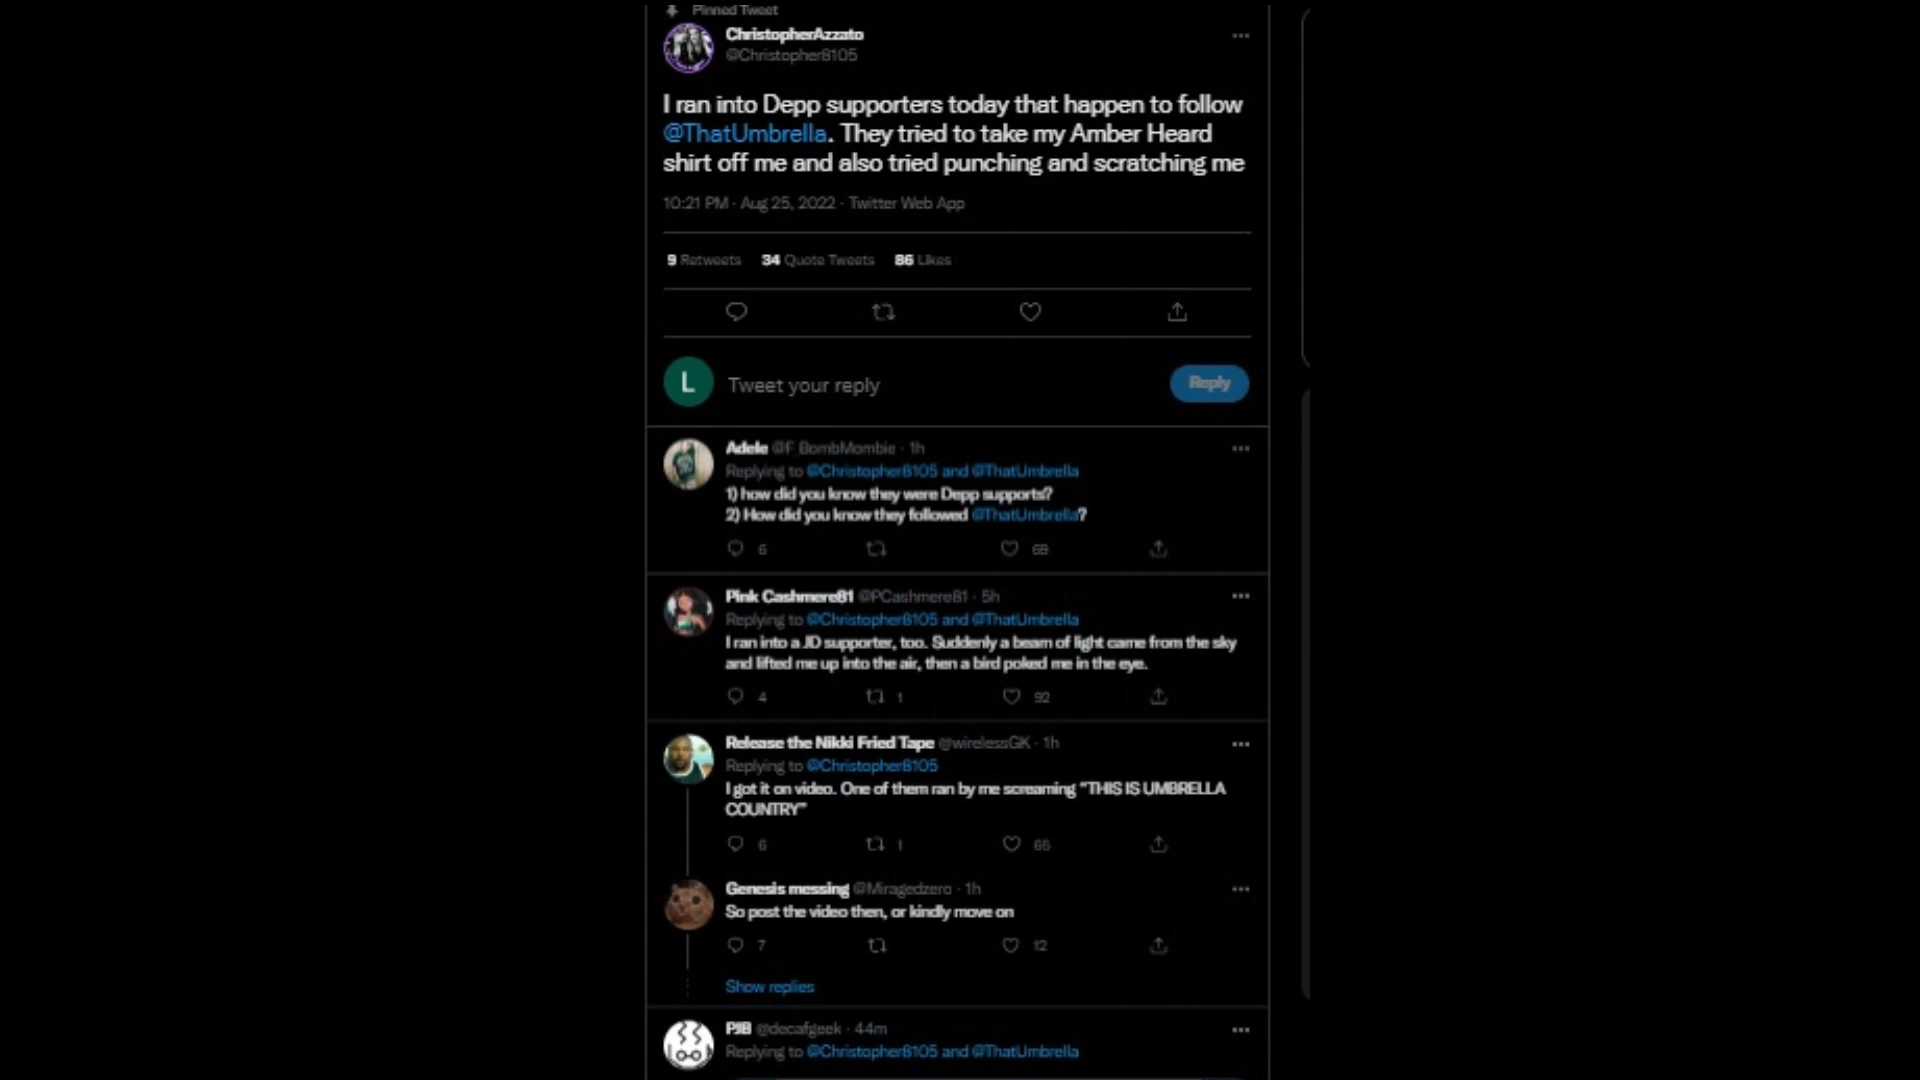 Pinned Tweet
ChristopherAzzato
@Christopher8105
I ran into Depp supporters today that happen to follow
@ThatUmbrella. They tried to take my Amber Heard
shirt off me and also tried punching and scratching me
10:21 PM · Aug 25, 2022 · Twitter Web App
9 Retweets 34 Quote Tweets 86 Likes
L Tweet your reply Reply
Adele @F_BombMombie · 1h
Replying to @Christopher8105 and @ThatUmbrella
1) how did you know they were Depp supports?
2) How did you know they followed @ThatUmbrella?
6 69
Pink Cashmere81 @PCashmere81 · 5h
Replying to @Christopher8105 and @ThatUmbrella
I ran into a JD supporter, too. Suddenly a beam of light came from the sky
and lifted me up into the air, then a bird poked me in the eye.
4 1 92
Release the Nikki Fried Tape @wirelessGK · 1h
Replying to @Christopher8105
I got it on video. One of them ran by me screaming "THIS IS UMBRELLA
COUNTRY"
6 1 65
Genesis messing @Miragedzero · 1h
So post the video then, or kindly move on
7 12
Show replies
PJB @decafgeek · 44m
Replying to @Christopher8105 and @ThatUmbrella